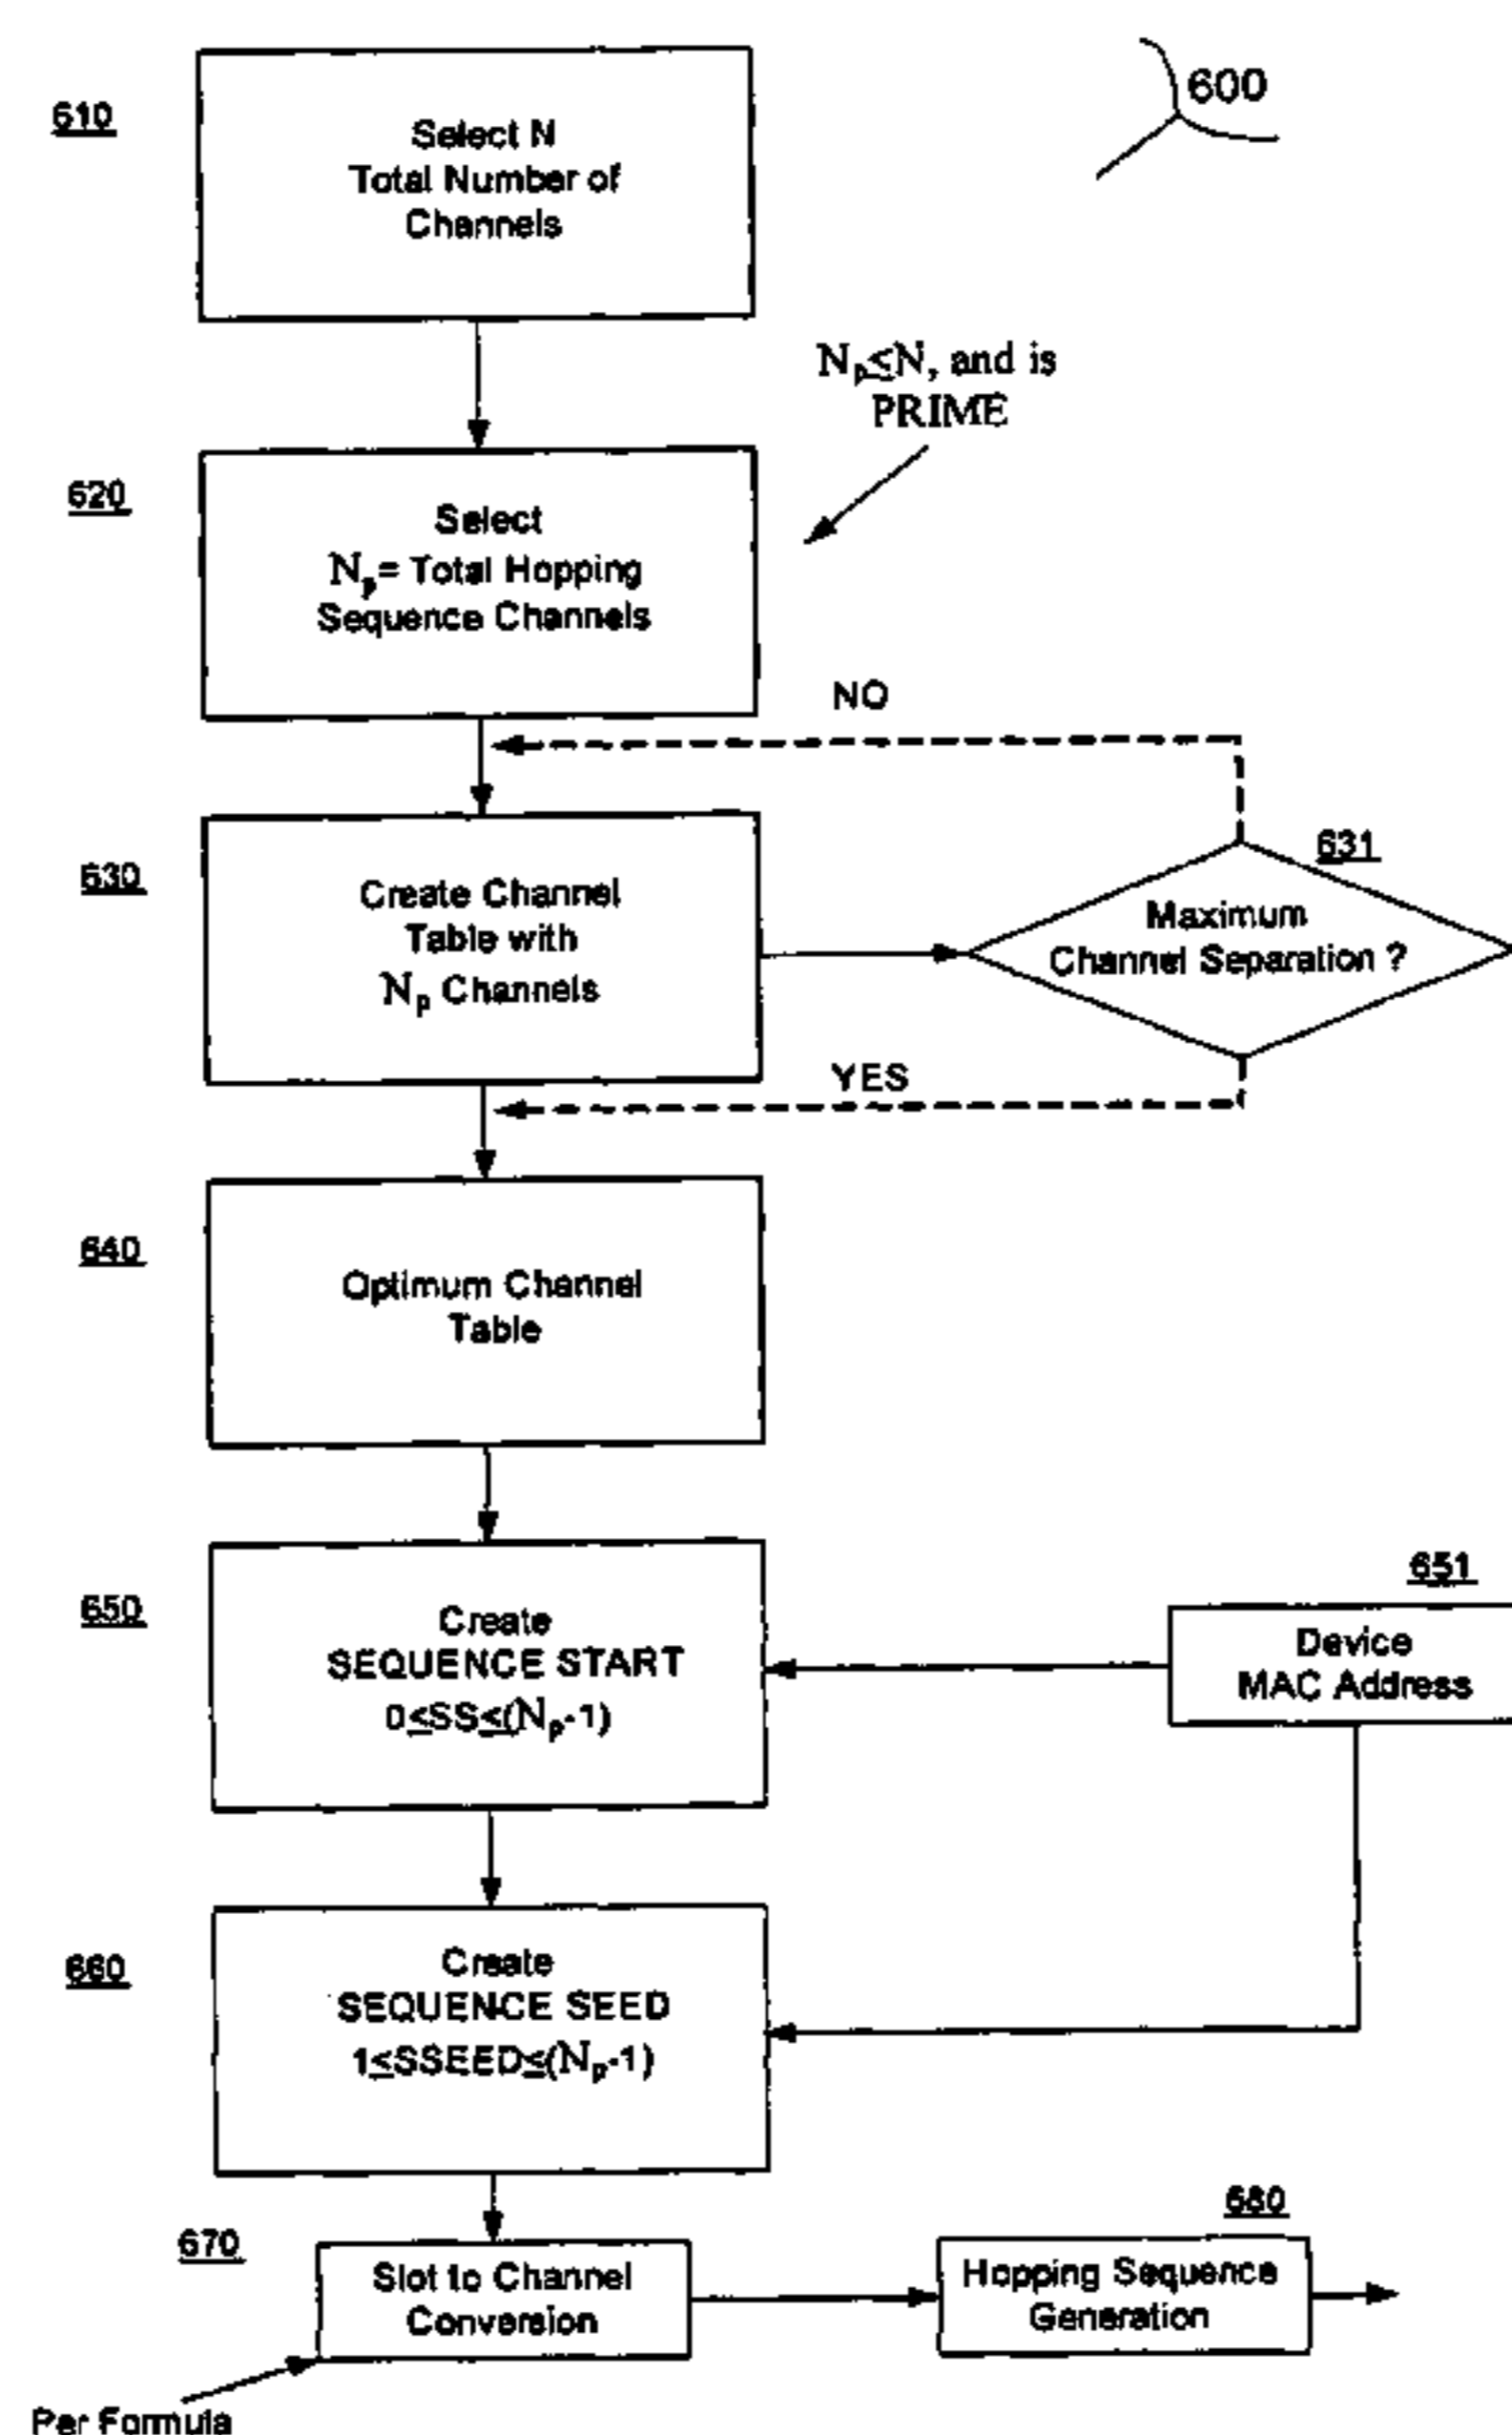 600
610
Select N
Total Number of
Channels
Np≤N, and is
PRIME
620
Select
Np= Total Hopping
Sequence Channels
NO
630
Create Channel
Table with
Np Channels
631
Maximum
Channel Separation ?
YES
640
Optimum Channel
Table
650
Create
SEQUENCE START
0≤SS≤(Np-1)
651
Device
MAC Address
660
Create
SEQUENCE SEED
1≤SSEED≤(Np-1)
670
Slot to Channel
Conversion
680
Hopping Sequence
Generation
Per Formula